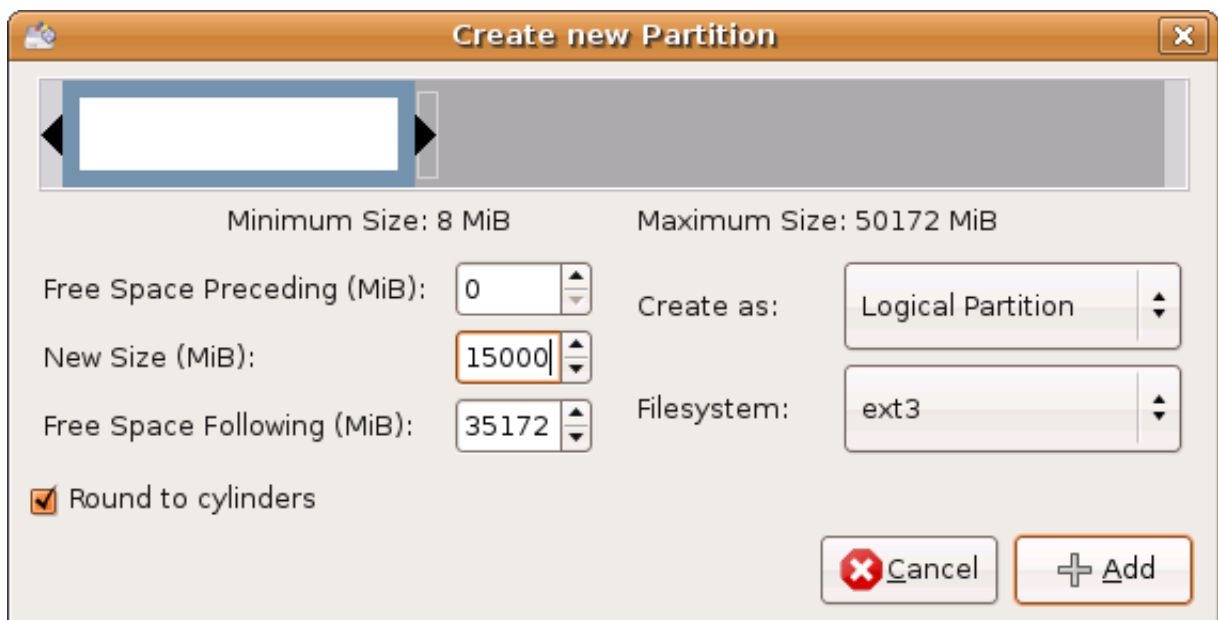 Create new Partition
Minimum Size: 8 MiB Maximum Size: 50172 MiB
Free Space Preceding (MiB): 0
Create as: Logical Partition
New Size (MiB): 15000
Free Space Following (MiB): 35172
Filesystem: ext3
Round to cylinders
Cancel Add